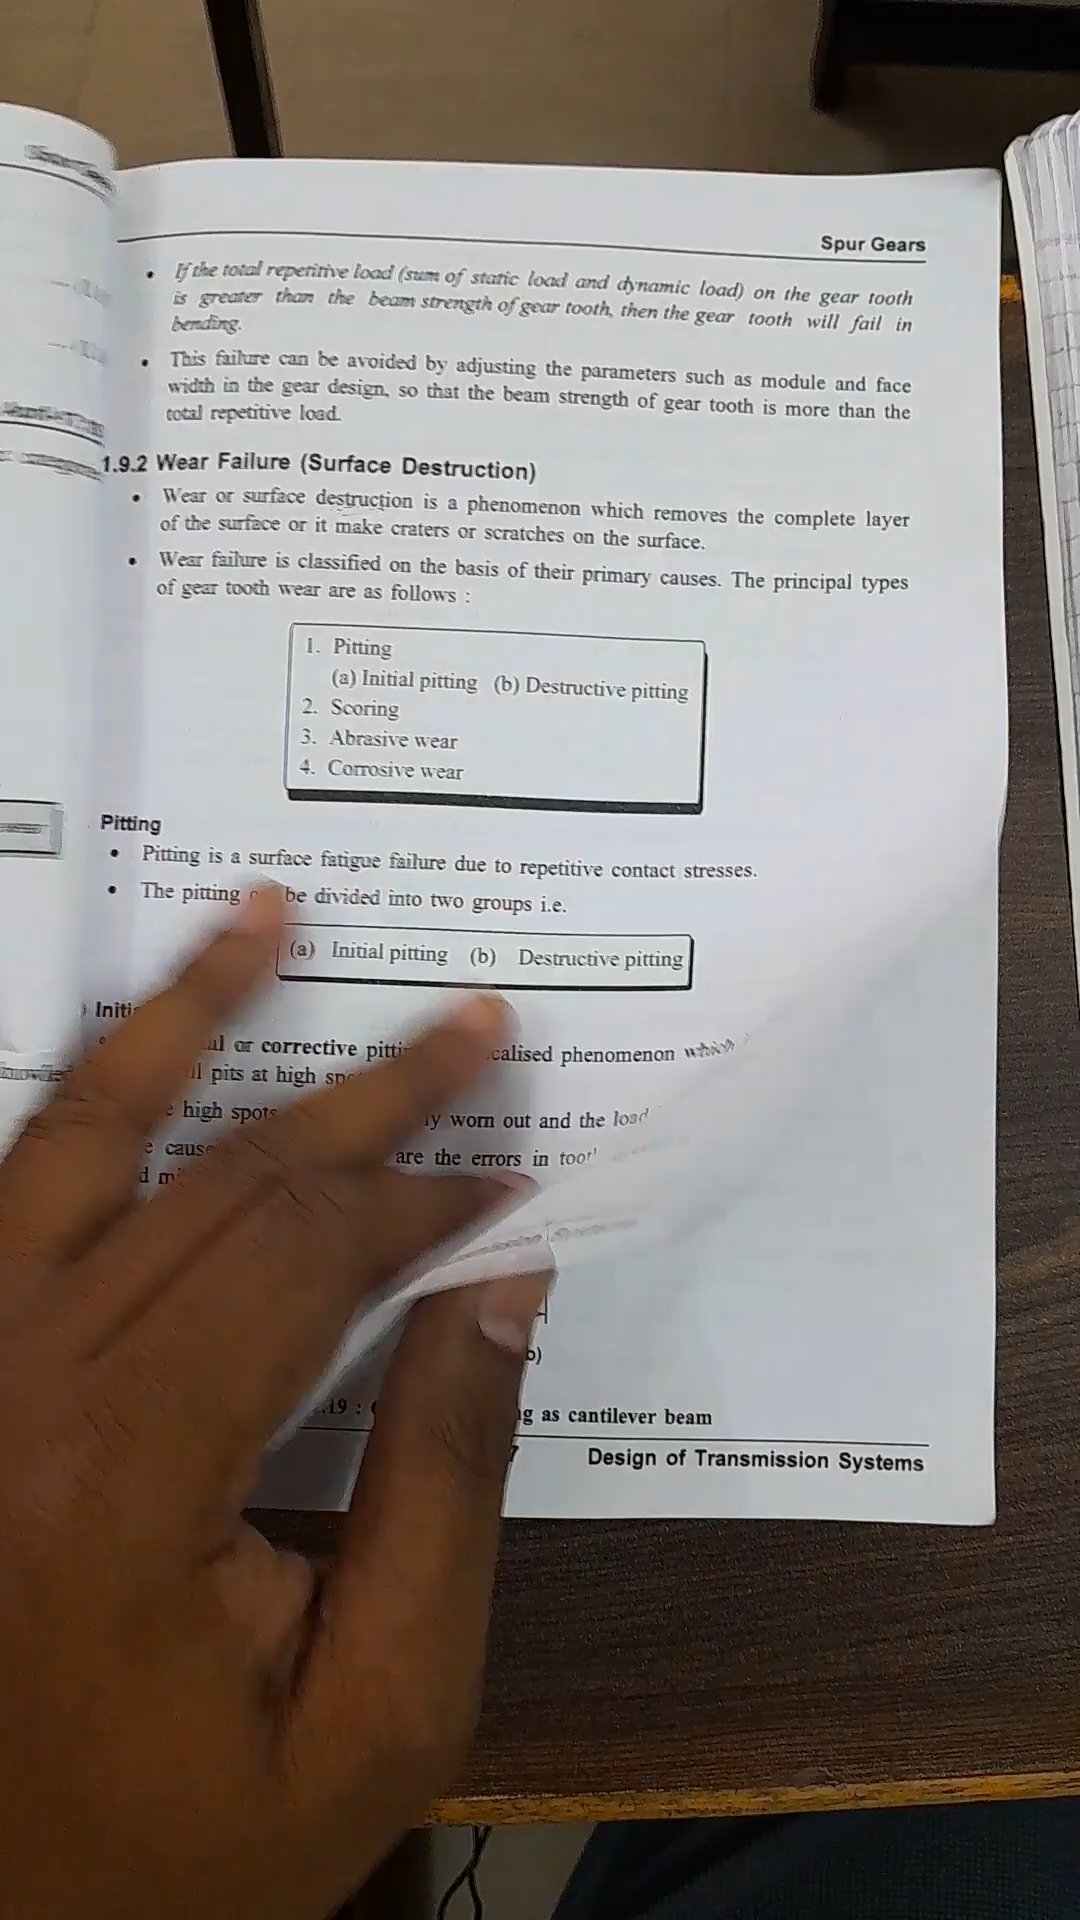 Spur Gears
• If the total repetitive load (sum of static load and dynamic load) on the gear tooth
is greater than the beam strength of gear tooth, then the gear tooth will fail in
bending.
• This failure can be avoided by adjusting the parameters such as module and face
width in the gear design, so that the beam strength of gear tooth is more than the
total repetitive load.
1.9.2 Wear Failure (Surface Destruction)
• Wear or surface destruction is a phenomenon which removes the complete layer
of the surface or it make craters or scratches on the surface.
• Wear failure is classified on the basis of their primary causes. The principal types
of gear tooth wear are as follows :
1. Pitting
(a) Initial pitting (b) Destructive pitting
2. Scoring
3. Abrasive wear
4. Corrosive wear
Pitting
• Pitting is a surface fatigue failure due to repetitive contact stresses.
• The pitting be divided into two groups i.e.
(a) Initial pitting (b) Destructive pitting
or corrective phenomenon which
pits at high
high spots worn out and the load
are the errors in
b)
as cantilever beam
Design of Transmission Systems